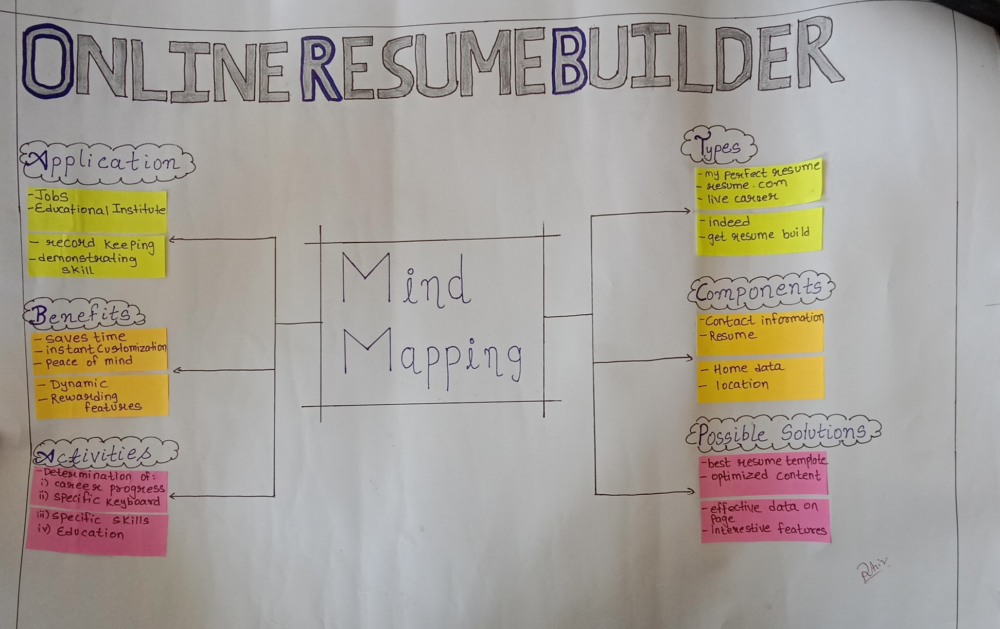 ONLINE RESUME BUILDER
Application
-Jobs
-Educational Institute
- record keeping
-demonstrating
skill
Benefits
- saves time
- instant Customization
- peace of mind
- Dynamic
- Rewarding
features
Activities
-Determination of:
i) career progress
ii) specific keyboard
iii) specific skills
iv) Education
Mind
Mapping
Types
-my perfect resume
- resume.com
- live career
-indeed
-get resume build
Components
-Contact information
-Resume
- Home data
- location
Possible Solutions
-best resume template
- optimized content
-effective data on
page
-Interestive features